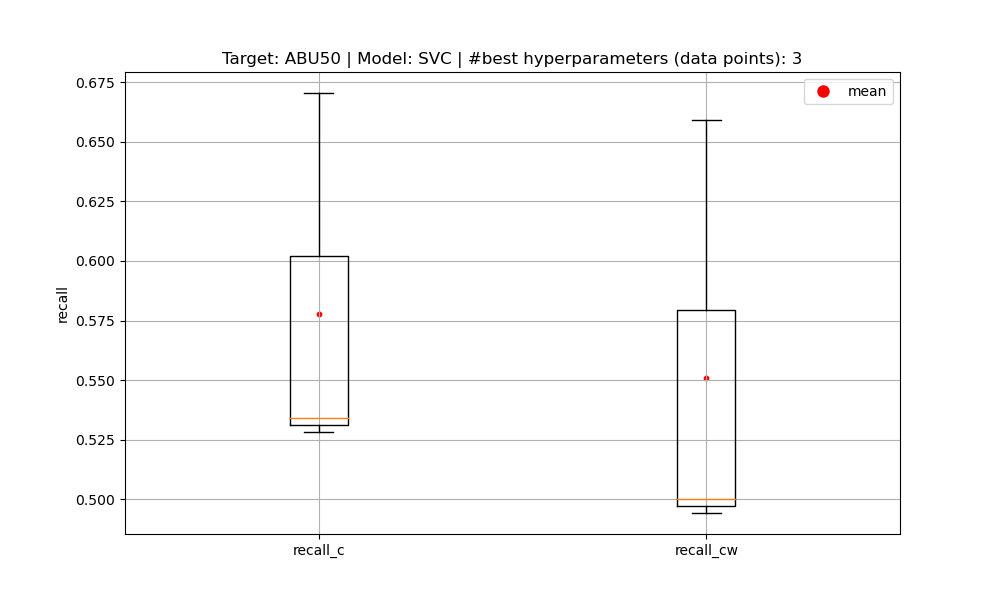 Target: ABU50 | Model: SVC | #best hyperparameters (data points): 3
mean
0.675
0.650
0.625
0.600
0.575
0.550
0.525
0.500
recall
recall_c
recall_cw